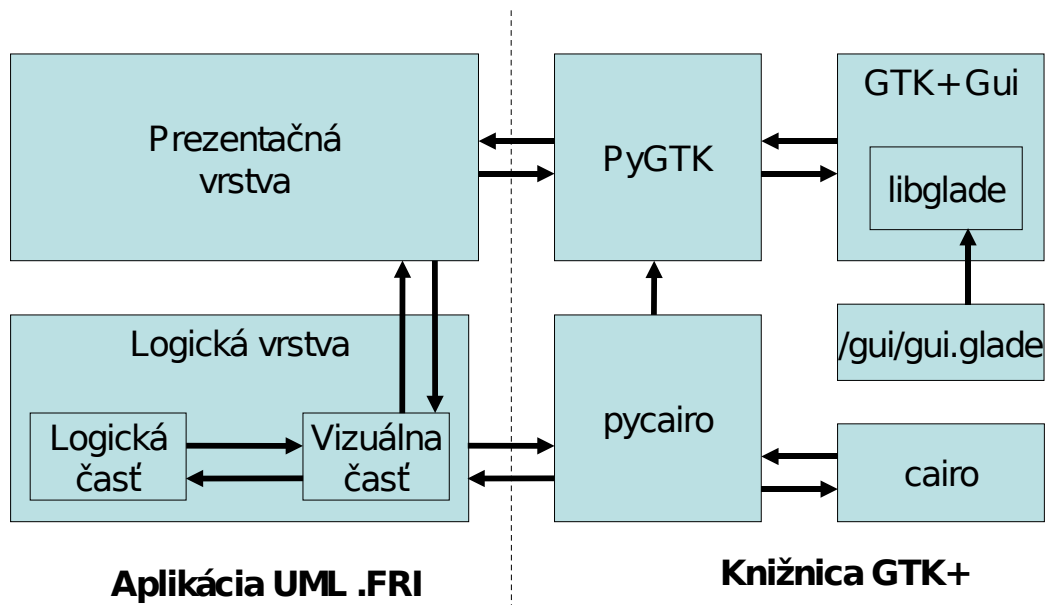 Prezentačná
vrstva
PyGTK
GTK+ Gui
libglade
/gui/gui.glade
Logická vrstva
Logická
časť
Vizuálna
časť
pycairo
cairo
Aplikácia UML .FRI
Knižnica GTK+